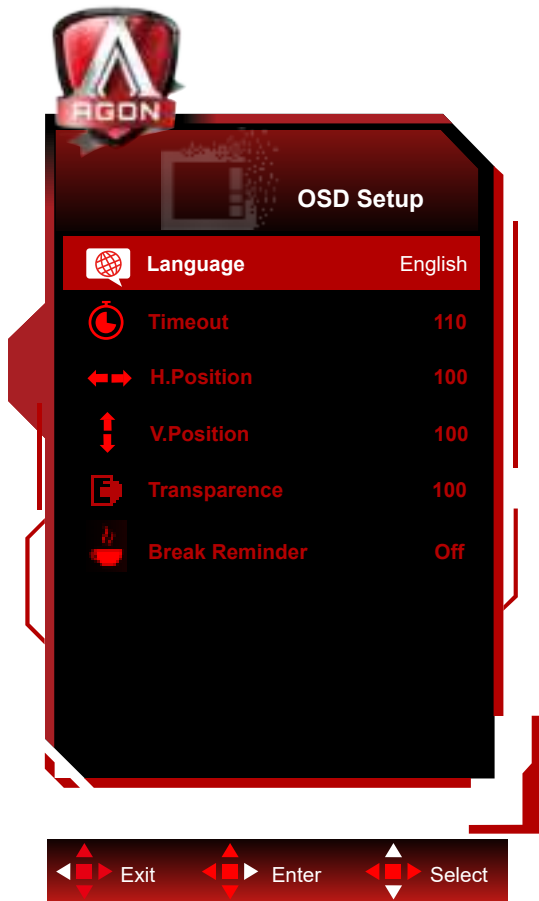 AGON
OSD Setup
Language English
Timeout 110
H.Position 100
V.Position 100
Transparence 100
Break Reminder Off
Exit Enter Select